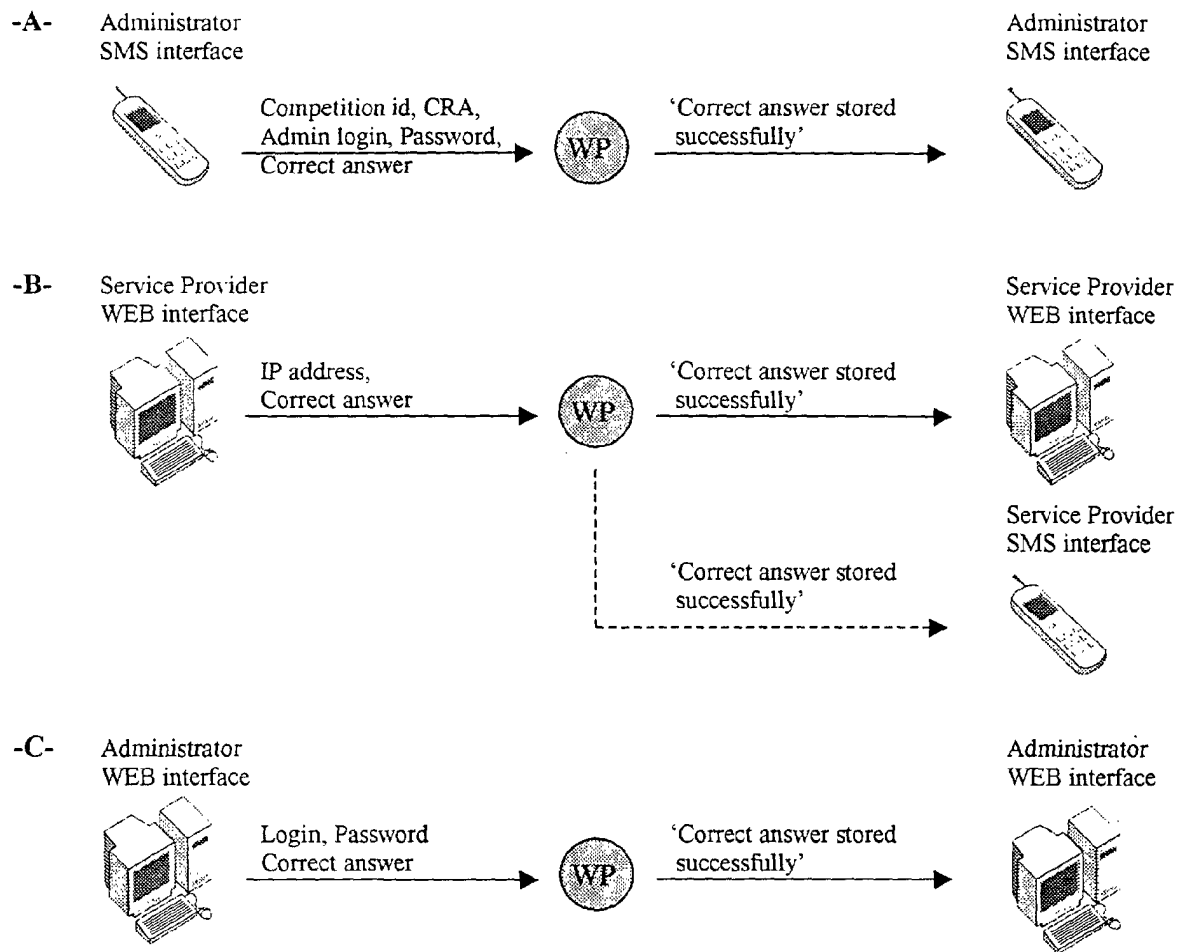 -A-
Administrator
SMS interface
Administrator
SMS interface
Competition id, CRA,
Admin login, Password,
Correct answer
WP
‘Correct answer stored
successfully’
-B-
Service Provider
WEB interface
Service Provider
WEB interface
IP address,
Correct answer
WP
‘Correct answer stored
successfully’
Service Provider
SMS interface
‘Correct answer stored
successfully’
-C-
Administrator
WEB interface
Administrator
WEB interface
Login, Password
Correct answer
WP
‘Correct answer stored
successfully’